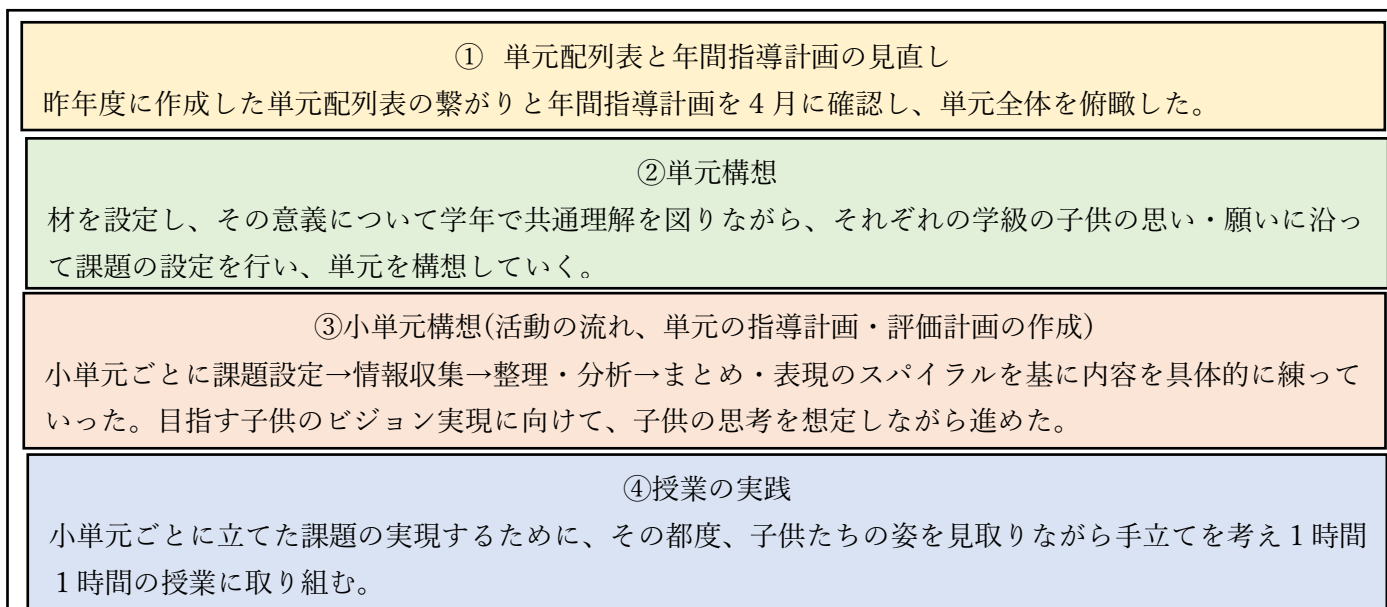 ① 単元配列表と年間指導計画の見直し
昨年度に作成した単元配列表の繋がりと年間指導計画を４月に確認し、単元全体を俯瞰した。
②単元構想
材を設定し、その意義について学年で共通理解を図りながら、それぞれの学級の子供の思い・願いに沿っ
て課題の設定を行い、単元を構想していく。
③小単元構想(活動の流れ、単元の指導計画・評価計画の作成)
小単元ごとに課題設定→情報収集→整理・分析→まとめ・表現のスパイラルを基に内容を具体的に練って
いった。目指す子供のビジョン実現に向けて、子供の思考を想定しながら進めた。
④授業の実践
小単元ごとに立てた課題の実現するために、その都度、子供たちの姿を見取りながら手立てを考え１時間
１時間の授業に取り組む。